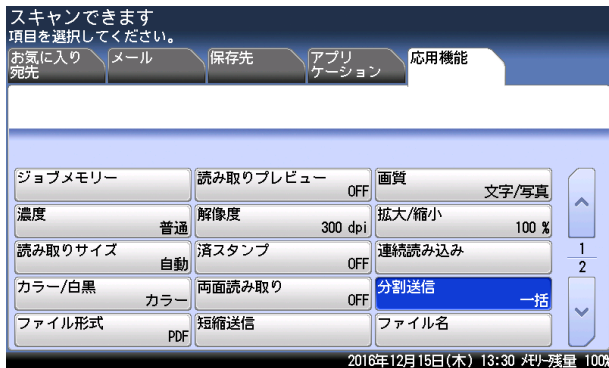 スキャンできます
項目を選択してください。
お気に入り
宛先
メール
保存先
アプリ
ケーション
応用機能
ジョブメモリー
読み取りプレビュー
OFF
画質
文字/写真
濃度
普通
解像度
300 dpi
拡大/縮小
100 %
読み取りサイズ
自動
済スタンプ
OFF
連続読み込み
1
2
カラー/白黒
カラー
両面読み取り
OFF
分割送信
一括
ファイル形式
PDF
短縮送信
ファイル名
2016年12月15日(木) 13:30 メモリー残量 100%